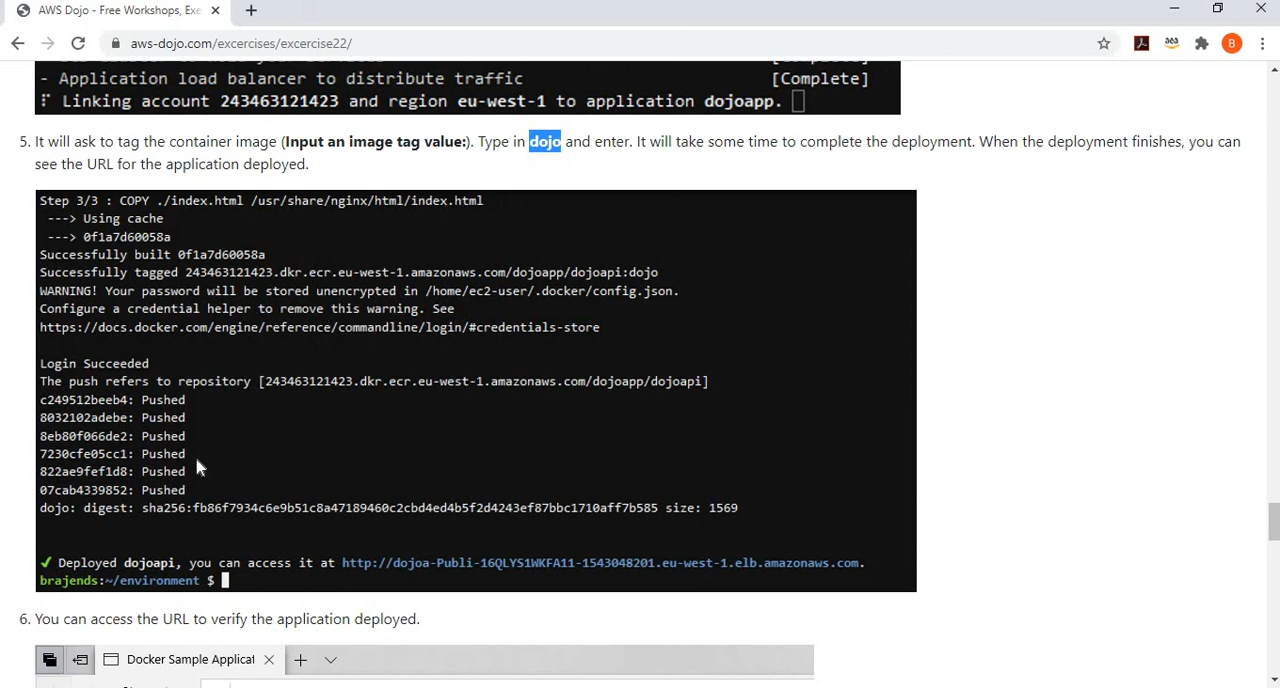 AWS Dojo - Free Workshops, Exe
aws-dojo.com/excercises/excercise22/
B
- Application load balancer to distribute traffic [Complete]
Linking account 243463121423 and region eu-west-1 to application dojoapp.
5. It will ask to tag the container image (Input an image tag value:). Type in dojo and enter. It will take some time to complete the deployment. When the deployment finishes, you can
see the URL for the application deployed.
Step 3/3 : COPY ./index.html /usr/share/nginx/html/index.html
---> Using cache
---> 0f1a7d60058a
Successfully built 0f1a7d60058a
Successfully tagged 243463121423.dkr.ecr.eu-west-1.amazonaws.com/dojoapp/dojoapi:dojo
WARNING! Your password will be stored unencrypted in /home/ec2-user/.docker/config.json.
Configure a credential helper to remove this warning. See
https://docs.docker.com/engine/reference/commandline/login/#credentials-store
Login Succeeded
The push refers to repository [243463121423.dkr.ecr.eu-west-1.amazonaws.com/dojoapp/dojoapi]
c249512beeb4: Pushed
8032102adebe: Pushed
8eb80f066de2: Pushed
7230cfe05cc1: Pushed
822ae9fef1d8: Pushed
07cab4339852: Pushed
dojo: digest: sha256:fb86f7934c6e9b51c8a47189460c2cbd4ed4b5f2d4243ef87bbc1710aff7b585 size: 1569
✓ Deployed dojoapi, you can access it at http://dojoa-Publi-16QLYS1WKFA11-1543048201.eu-west-1.elb.amazonaws.com.
brajends:~/environment $
6. You can access the URL to verify the application deployed.
Docker Sample Applicat